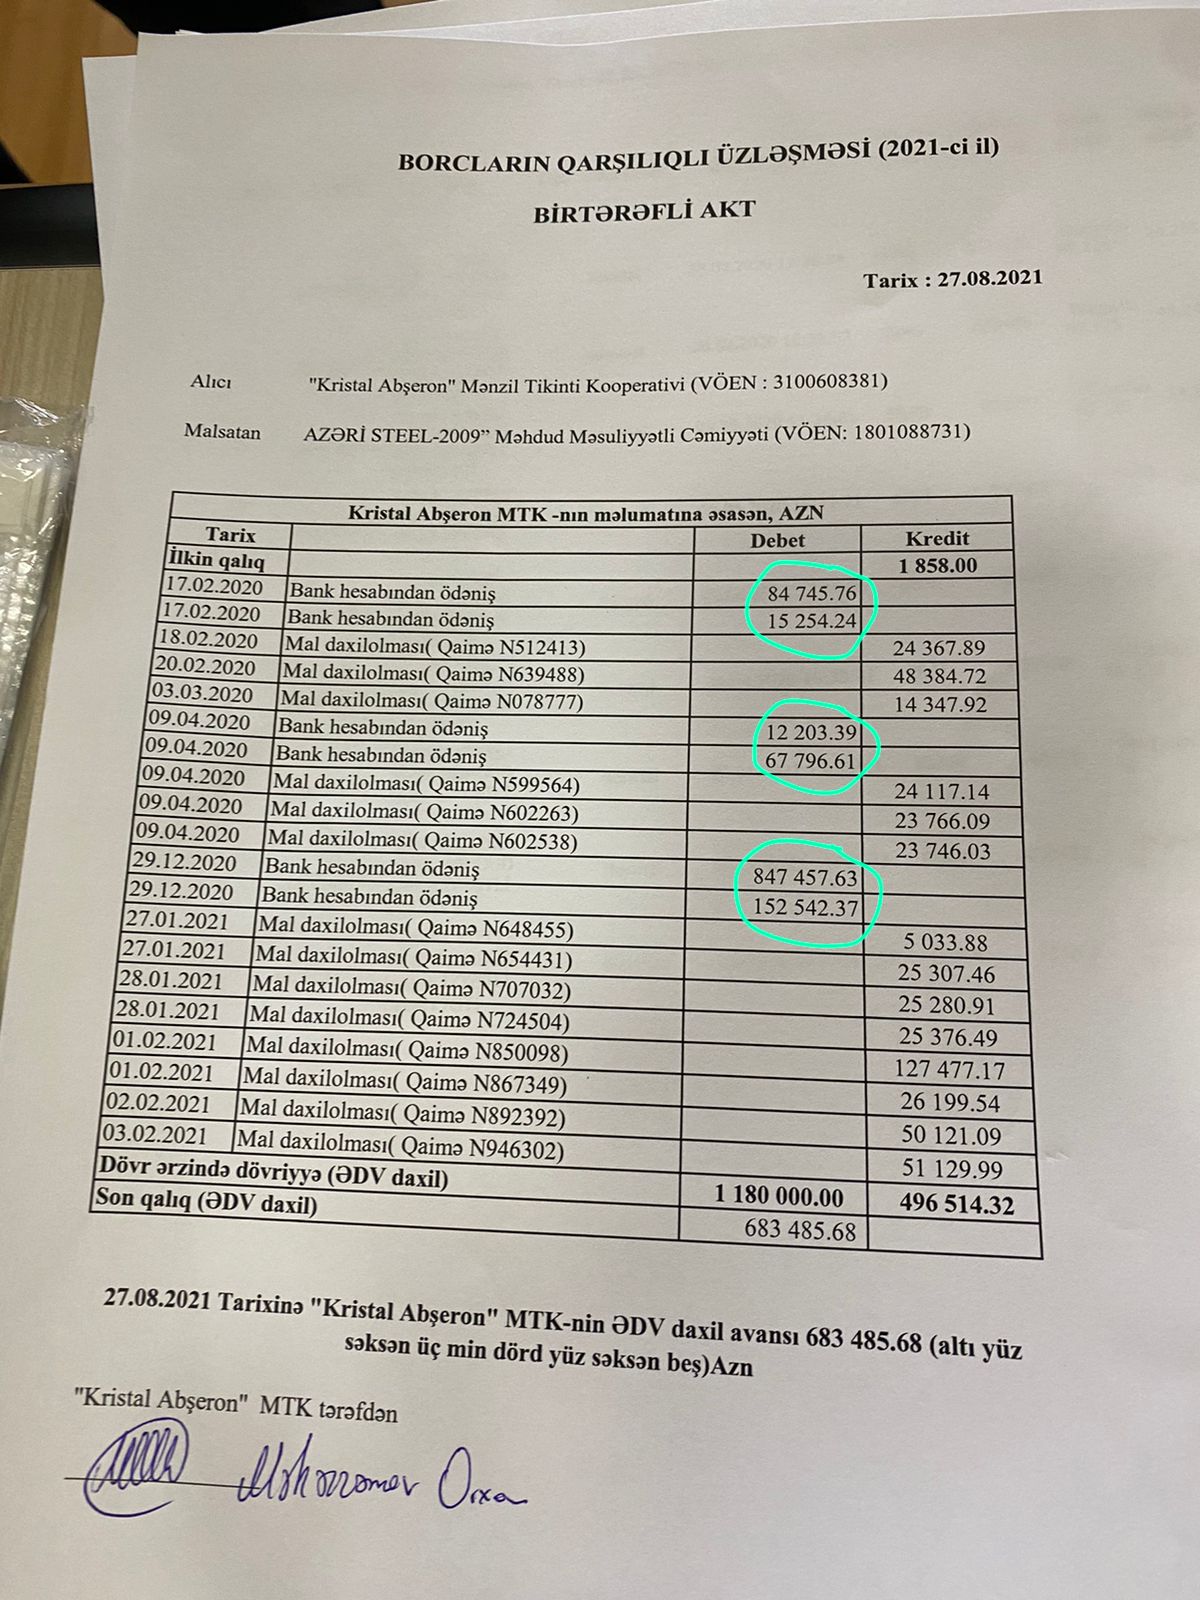 BORCLARIN QARŞILIQLI ÜZLƏŞMƏSİ (2021-ci il)
BİRTƏRƏFLİ AKT
Tarix : 27.08.2021
Alıcı "Kristal Abşeron" Mənzil Tikinti Kooperativi (VÖEN : 3100608381)
Malsatan AZƏRİ STEEL-2009” Məhdud Məsuliyyətli Cəmiyyəti (VÖEN: 1801088731)
Kristal Abşeron MTK -nın məlumatına əsasən, AZN
Tarix Debet Kredit
İlkin qalıq 1 858.00
17.02.2020 Bank hesabından ödəniş 84 745.76
17.02.2020 Bank hesabından ödəniş 15 254.24
18.02.2020 Mal daxilolması( Qaimə N512413) 24 367.89
20.02.2020 Mal daxilolması( Qaimə N639488) 48 384.72
03.03.2020 Mal daxilolması( Qaimə N078777) 14 347.92
09.04.2020 Bank hesabından ödəniş 12 203.39
09.04.2020 Bank hesabından ödəniş 67 796.61
09.04.2020 Mal daxilolması( Qaimə N599564) 24 117.14
09.04.2020 Mal daxilolması( Qaimə N602263) 23 766.09
09.04.2020 Mal daxilolması( Qaimə N602538) 23 746.03
29.12.2020 Bank hesabından ödəniş 847 457.63
29.12.2020 Bank hesabından ödəniş 152 542.37
27.01.2021 Mal daxilolması( Qaimə N648455) 5 033.88
27.01.2021 Mal daxilolması( Qaimə N654431) 25 307.46
28.01.2021 Mal daxilolması( Qaimə N707032) 25 280.91
28.01.2021 Mal daxilolması( Qaimə N724504) 25 376.49
01.02.2021 Mal daxilolması( Qaimə N850098) 127 477.17
01.02.2021 Mal daxilolması( Qaimə N867349) 26 199.54
02.02.2021 Mal daxilolması( Qaimə N892392) 50 121.09
03.02.2021 Mal daxilolması( Qaimə N946302) 51 129.99
Dövr ərzində dövriyyə (ƏDV daxil) 1 180 000.00 496 514.32
Son qalıq (ƏDV daxil) 683 485.68
27.08.2021 Tarixinə "Kristal Abşeron" MTK-nin ƏDV daxil avansı 683 485.68 (altı yüz
səksən üç min dörd yüz səksən beş)Azn
"Kristal Abşeron" MTK tərəfdən